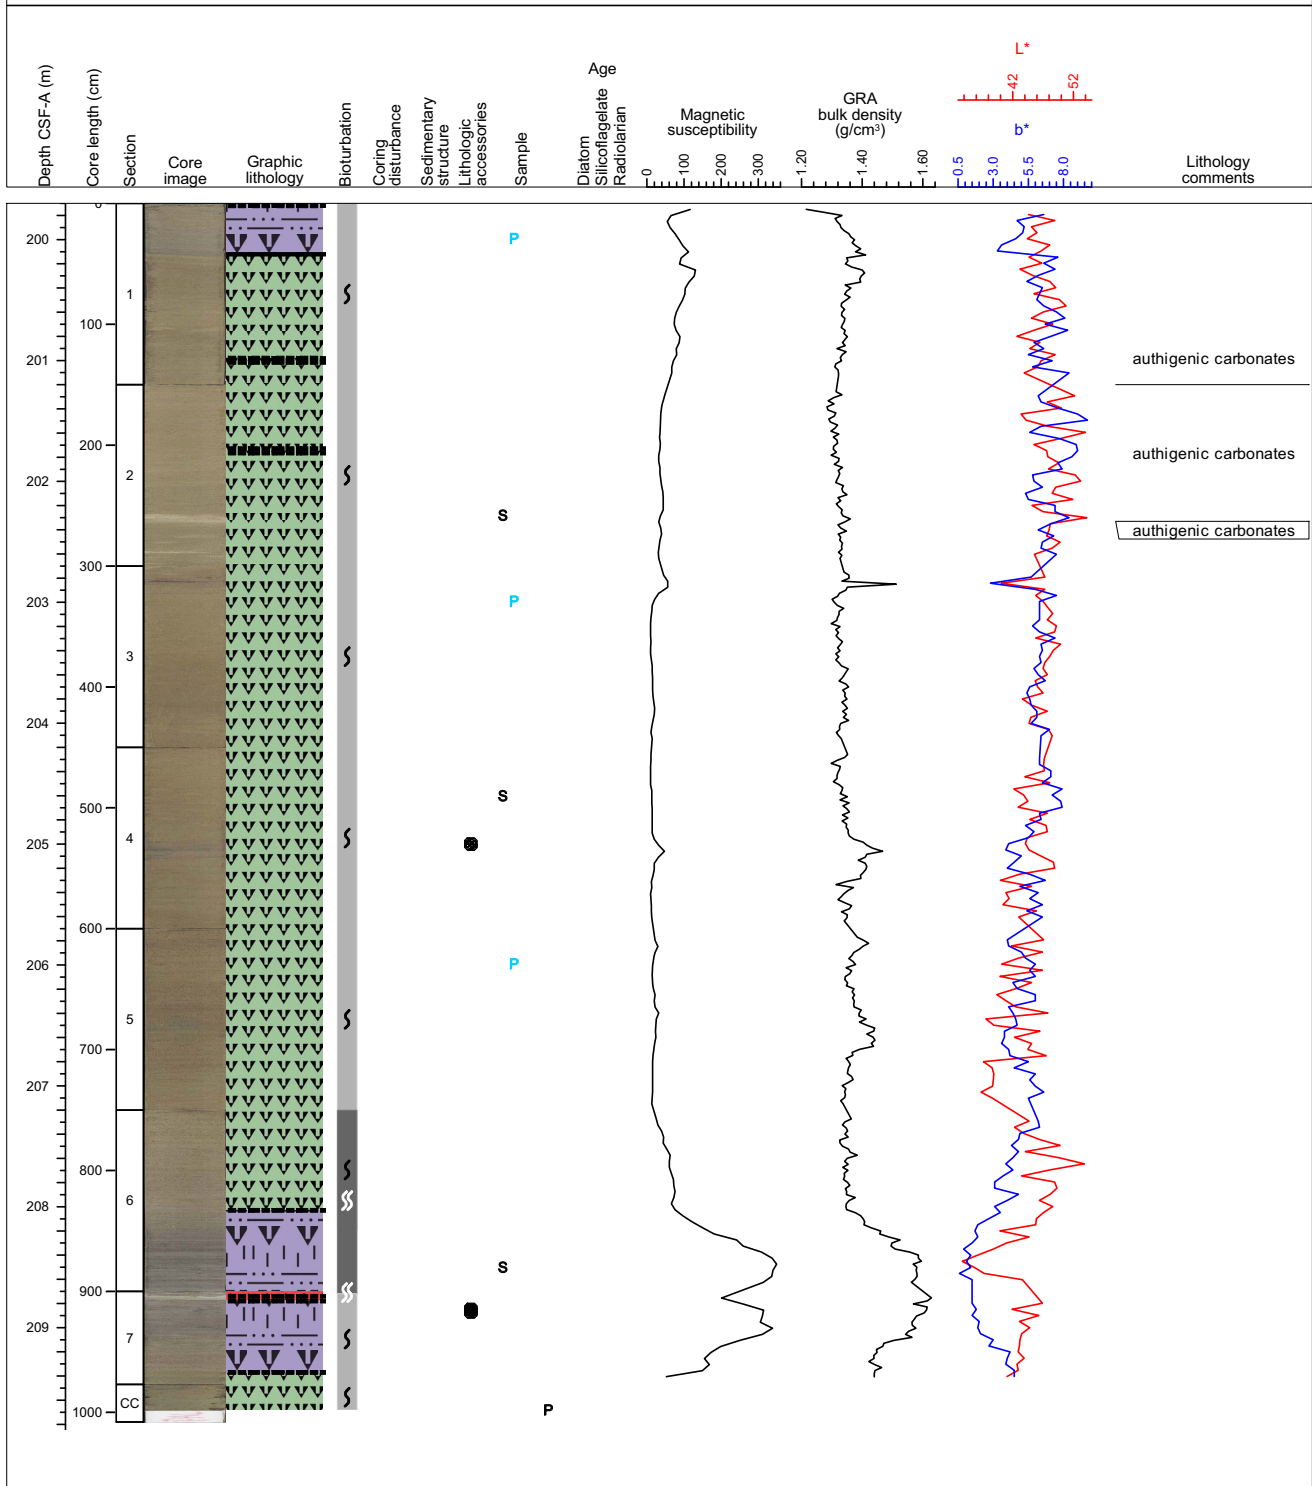 Depth CSF-A (m)
Core length (cm)
Section
Core
image
Graphic
lithology
Bioturbation
Coring
disturbance
Sedimentary
structure
Lithologic
accessories
Sample
Age
Diatom
Silicoflagelate
Radiolarian
Magnetic
susceptibility
0 100 200 300
GRA
bulk density
(g/cm³)
1.20 1.40 1.60
L*
42 52
b*
0.5 3.0 5.5 8.0
Lithology
comments
0
200 P
1
100
201 authigenic carbonates
200 authigenic carbonates
2
202
S
authigenic carbonates
300
203 P
3
400
204
S
500
4
205
600
206 P
5
700
207
800
6
208
S
900
209
7
CC
1000 P